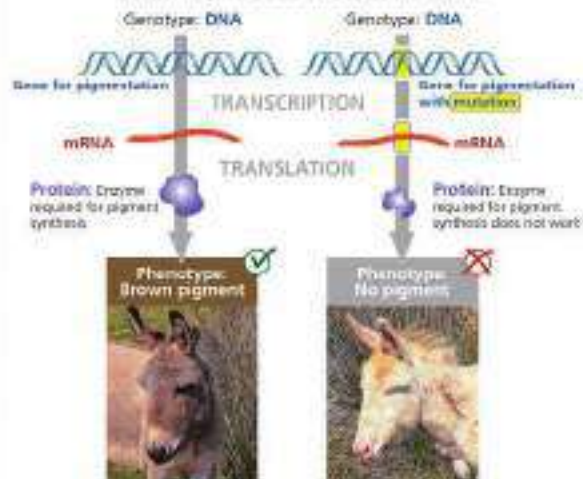 Genotype: DNA
Genotype: DNA
Gene for pigmentation
Gene for pigmentation
with mutation
TRANSCRIPTION
mRNA
mRNA
TRANSLATION
Protein: Enzyme
required for pigment
synthesis
Protein: Enzyme
required for pigment
synthesis does not work
Phenotype:
Brown pigment
Phenotype:
No pigment